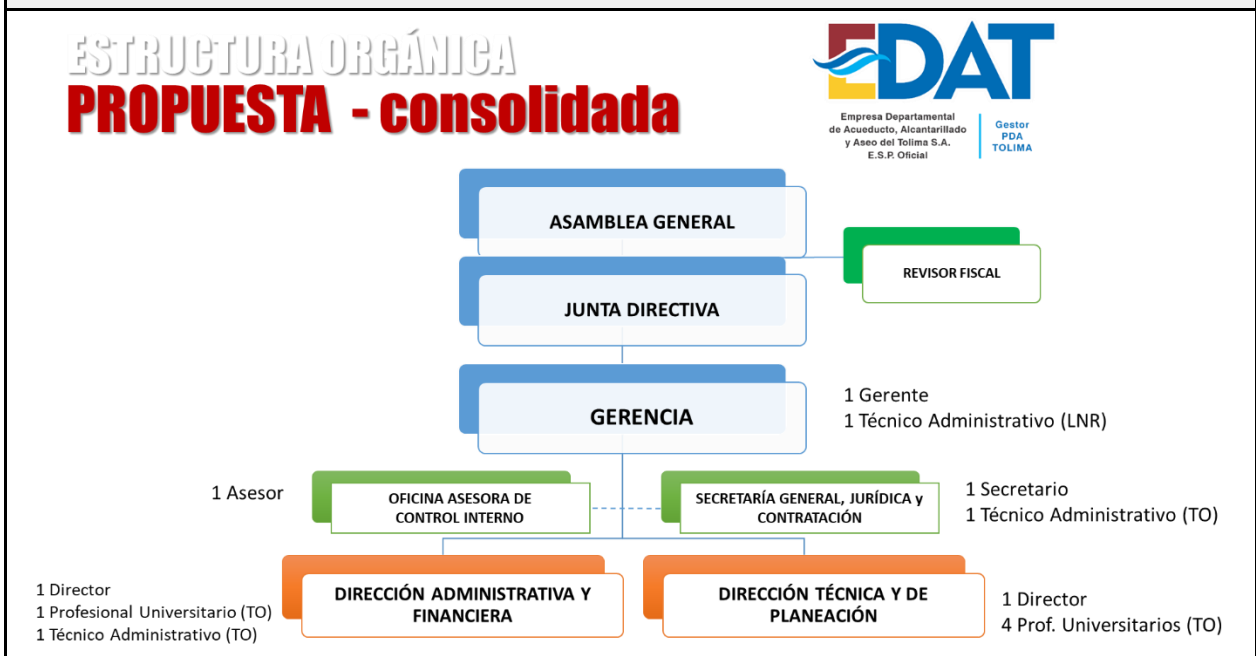 ESTRUCTURA ORGÁNICA
PROPUESTA - consolidada
EDAT
Empresa Departamental
de Acueducto, Alcantarillado
y Aseo del Tolima S.A.
E.S.P. Oficial
Gestor
PDA
TOLIMA
ASAMBLEA GENERAL
REVISOR FISCAL
JUNTA DIRECTIVA
GERENCIA
1 Gerente
1 Técnico Administrativo (LNR)
1 Asesor
OFICINA ASESORA DE
CONTROL INTERNO
SECRETARÍA GENERAL, JURÍDICA y
CONTRATACIÓN
1 Secretario
1 Técnico Administrativo (TO)
1 Director
1 Profesional Universitario (TO)
1 Técnico Administrativo (TO)
DIRECCIÓN ADMINISTRATIVA Y
FINANCIERA
DIRECCIÓN TÉCNICA Y DE
PLANEACIÓN
1 Director
4 Prof. Universitarios (TO)